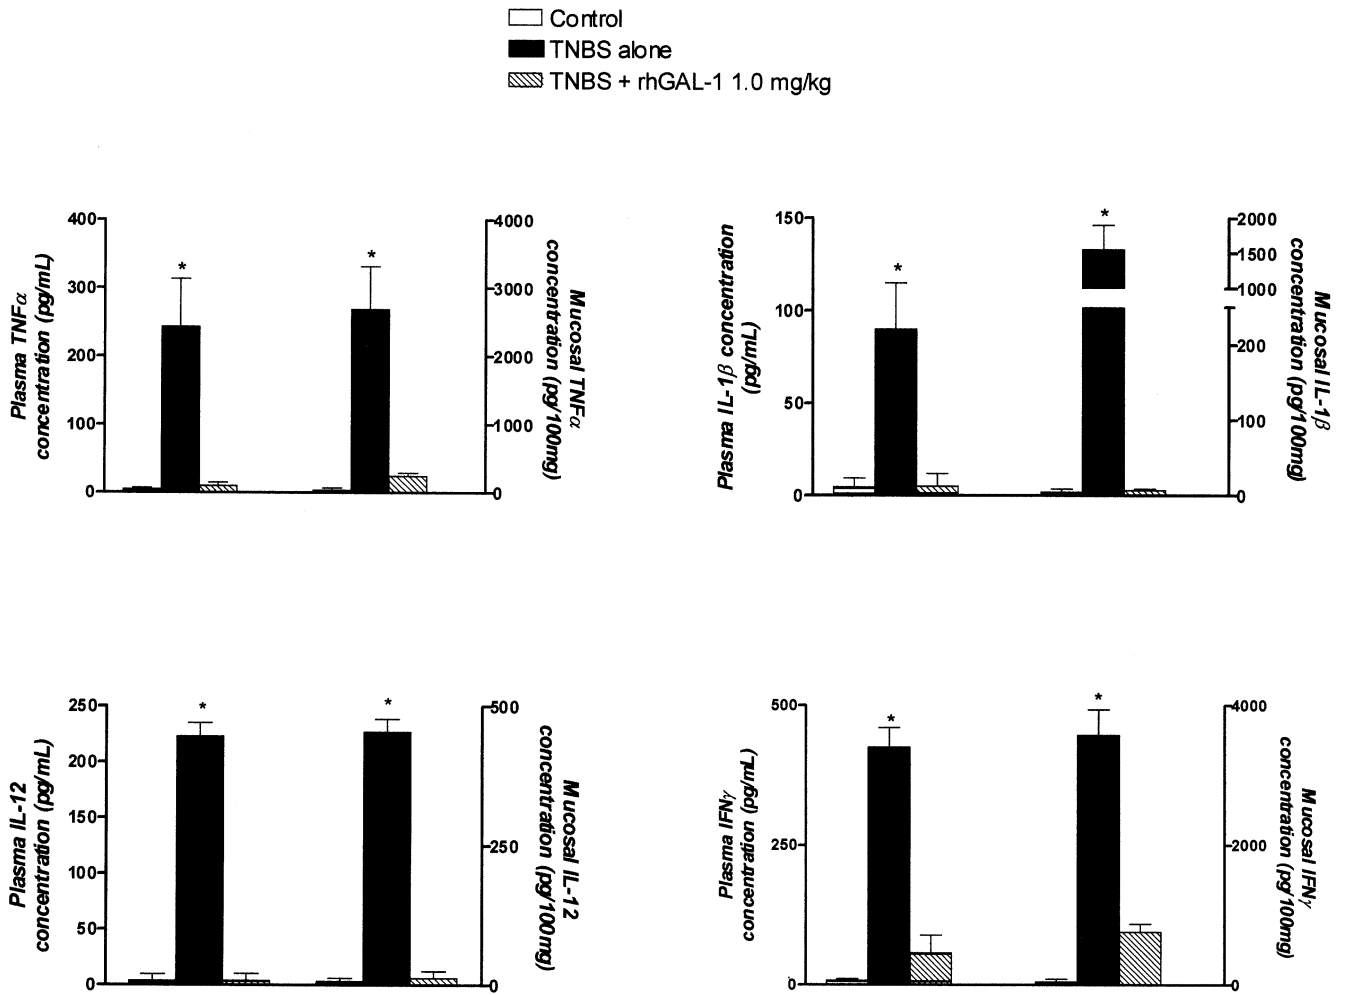 Control
TNBS alone
TNBS + rhGAL-1 1.0 mg/kg
Plasma TNFα
concentration (pg/mL)
400
300
200
100
0
*
*
4000
3000
2000
1000
0
Mucosal TNFα
concentration (pg/100mg)
Plasma IL-1β concentration
(pg/mL)
150
100
50
0
*
*
2000
1500
1000
200
100
0
Mucosal IL-1β
concentration (pg/100mg)
Plasma IL-12
concentration (pg/mL)
250
200
150
100
50
0
*
*
500
250
0
Mucosal IL-12
concentration (pg/100mg)
Plasma IFNγ
concentration (pg/mL)
500
250
0
*
*
4000
2000
0
Mucosal IFNγ
concentration (pg/100mg)